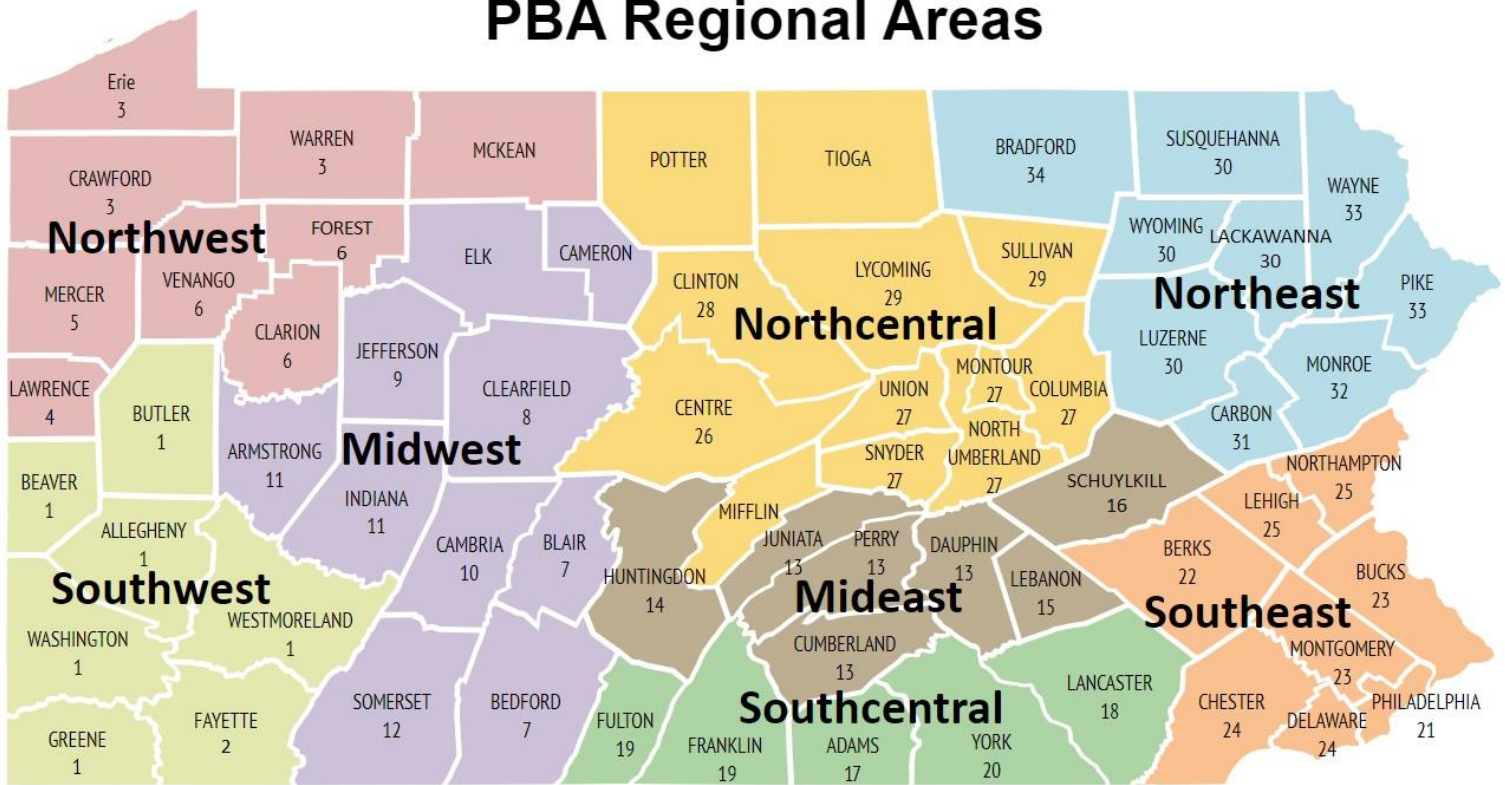 PBA Regional Areas
Erie
3
WARREN
3
MCKEAN
POTTER
TIOGA
BRADFORD
34
SUSQUEHANNA
30
WAYNE
33
CRAWFORD
3
Northwest
FOREST
6
ELK
CAMERON
CLINTON
28
LYCOMING
29
SULLIVAN
29
WYOMING
30
LACKAWANNA
30
PIKE
33
MERCER
5
VENANGO
6
CLARION
6
Northcentral
Northeast
LUZERNE
30
MONROE
32
LAWRENCE
4
BUTLER
1
JEFFERSON
9
CLEARFIELD
8
CENTRE
26
UNION
27
MONTOUR
27
COLUMBIA
27
CARBON
31
ARMSTRONG
11
Midwest
SNYDER
27
NORTH
UMBERLAND
27
SCHUYLKILL
16
NORTHAMPTON
25
LEHIGH
25
BEAVER
1
ALLEGHENY
1
INDIANA
11
CAMBRIA
10
BLAIR
7
MIFFLIN
JUNIATA
13
PERRY
13
DAUPHIN
13
LEBANON
15
BERKS
22
BUCKS
23
HUNTINGDON
14
Southwest
Mideast
Southeast
WASHINGTON
1
WESTMORELAND
1
CUMBERLAND
13
MONTGOMERY
23
GREENE
1
FAYETTE
2
SOMERSET
12
BEDFORD
7
FULTON
19
Southcentral
FRANKLIN
19
ADAMS
17
YORK
20
LANCASTER
18
CHESTER
24
DELAWARE
24
PHILADELPHIA
21